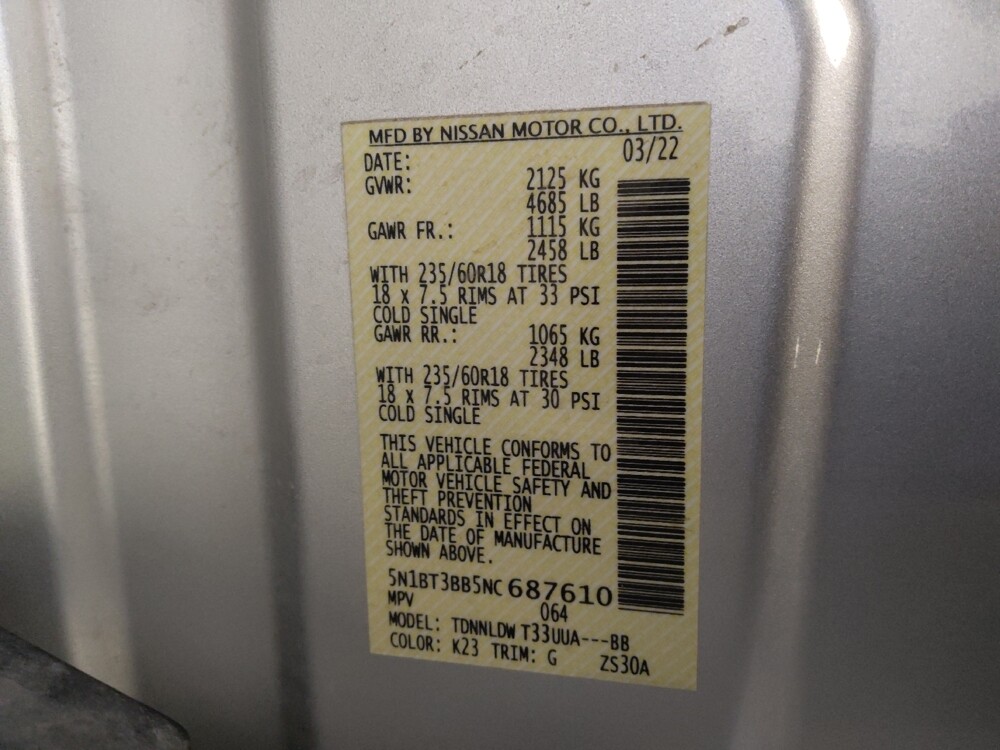 MFD BY NISSAN MOTOR CO., LTD.
DATE: 03/22
GVWR: 2125 KG
4685 LB
GAWR FR.: 1115 KG
2458 LB
WITH 235/60R18 TIRES
18 x 7.5 RIMS AT 33 PSI
COLD SINGLE
GAWR RR.: 1065 KG
2348 LB
WITH 235/60R18 TIRES
18 x 7.5 RIMS AT 30 PSI
COLD SINGLE
THIS VEHICLE CONFORMS TO
ALL APPLICABLE FEDERAL
MOTOR VEHICLE SAFETY AND
THEFT PREVENTION
STANDARDS IN EFFECT ON
THE DATE OF MANUFACTURE
SHOWN ABOVE.
5N1BT3BB5NC687610
MPV 064
MODEL: TDNNLDW T33UUA---BB
COLOR: K23 TRIM: G ZS30A